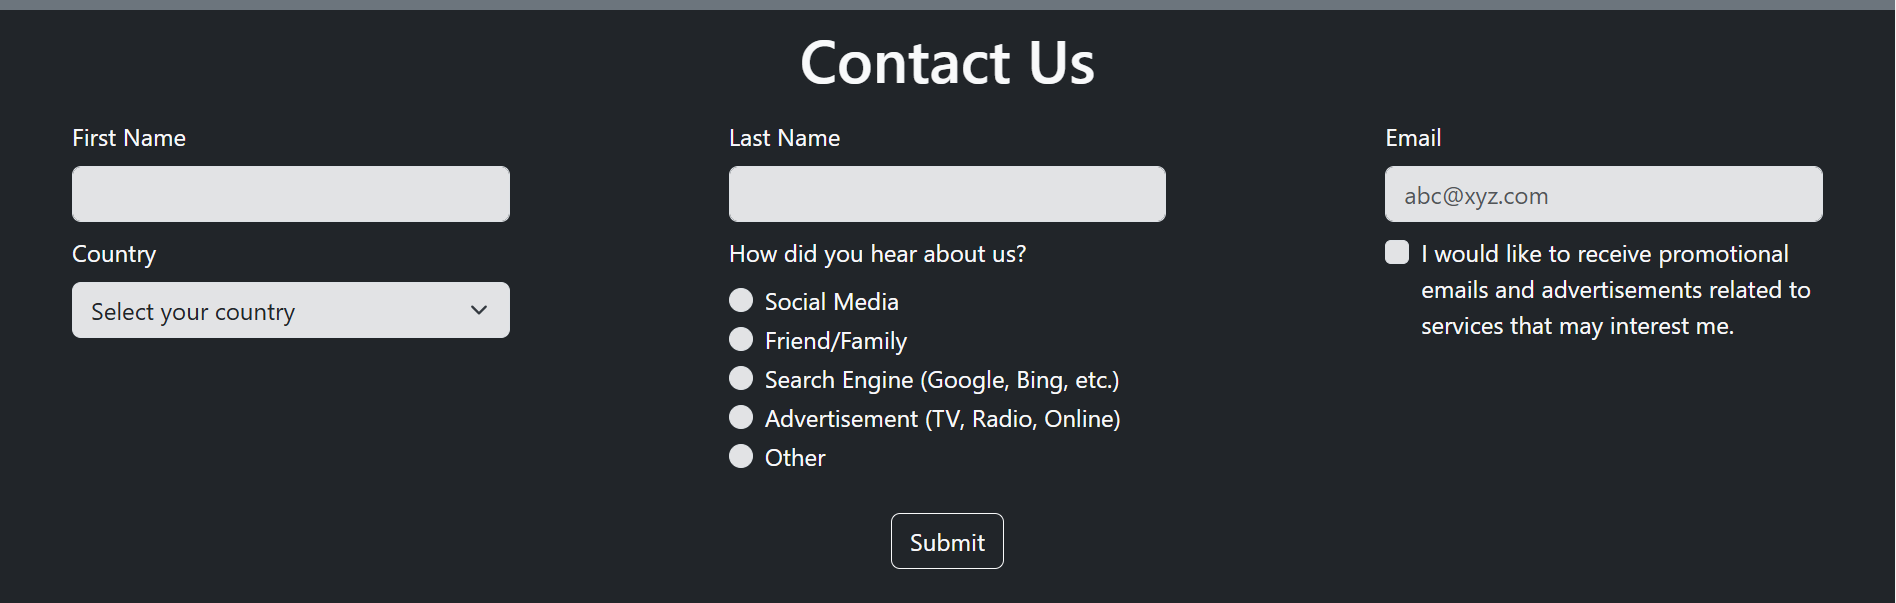 Contact Us
First Name
Last Name
Email
abc@xyz.com
Country
Select your country
How did you hear about us?
Social Media
Friend/Family
Search Engine (Google, Bing, etc.)
Advertisement (TV, Radio, Online)
Other
I would like to receive promotional
emails and advertisements related to
services that may interest me.
Submit